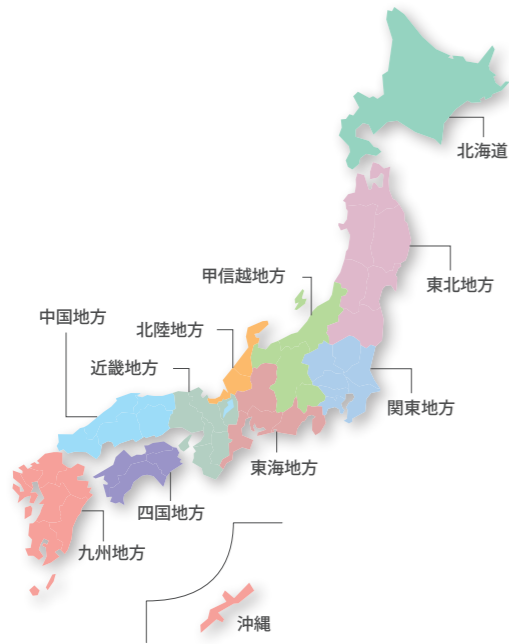 北海道
東北地方
甲信越地方
中国地方
北陸地方
近畿地方
関東地方
東海地方
四国地方
九州地方
沖縄